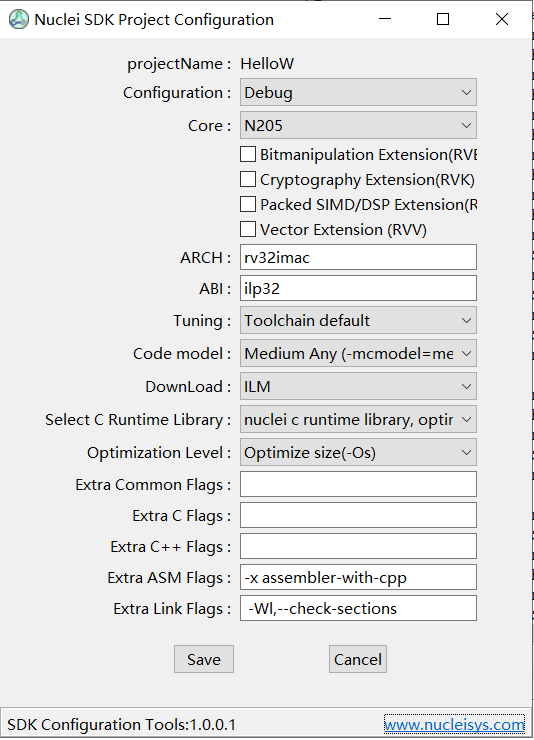 Nuclei SDK Project Configuration
projectName : HelloW
Configuration : Debug
Core : N205
Bitmanipulation Extension(RVB
Cryptography Extension(RVK)
Packed SIMD/DSP Extension(R
Vector Extension (RVV)
ARCH : rv32imac
ABI : ilp32
Tuning : Toolchain default
Code model : Medium Any (-mcmodel=me
DownLoad : ILM
Select C Runtime Library : nuclei c runtime library, optir
Optimization Level : Optimize size(-Os)
Extra Common Flags :
Extra C Flags :
Extra C++ Flags :
Extra ASM Flags : -x assembler-with-cpp
Extra Link Flags : -Wl,--check-sections
Save Cancel
SDK Configuration Tools:1.0.0.1 www.nucleisys.com